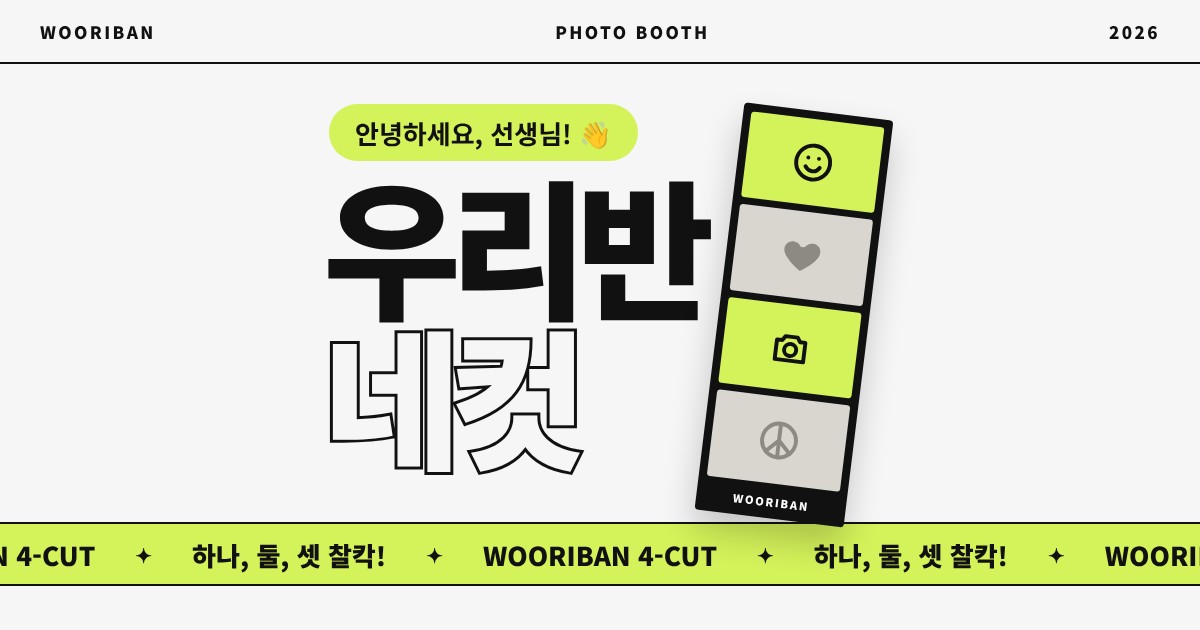 WOORIBAN PHOTO BOOTH 2026
안녕하세요, 선생님! 👋
우리반
네컷
WOORIBAN
N 4-CUT ✦ 하나, 둘, 셋 찰칵! ✦ WOORIBAN 4-CUT ✦ 하나, 둘, 셋 찰칵! ✦ WOORI